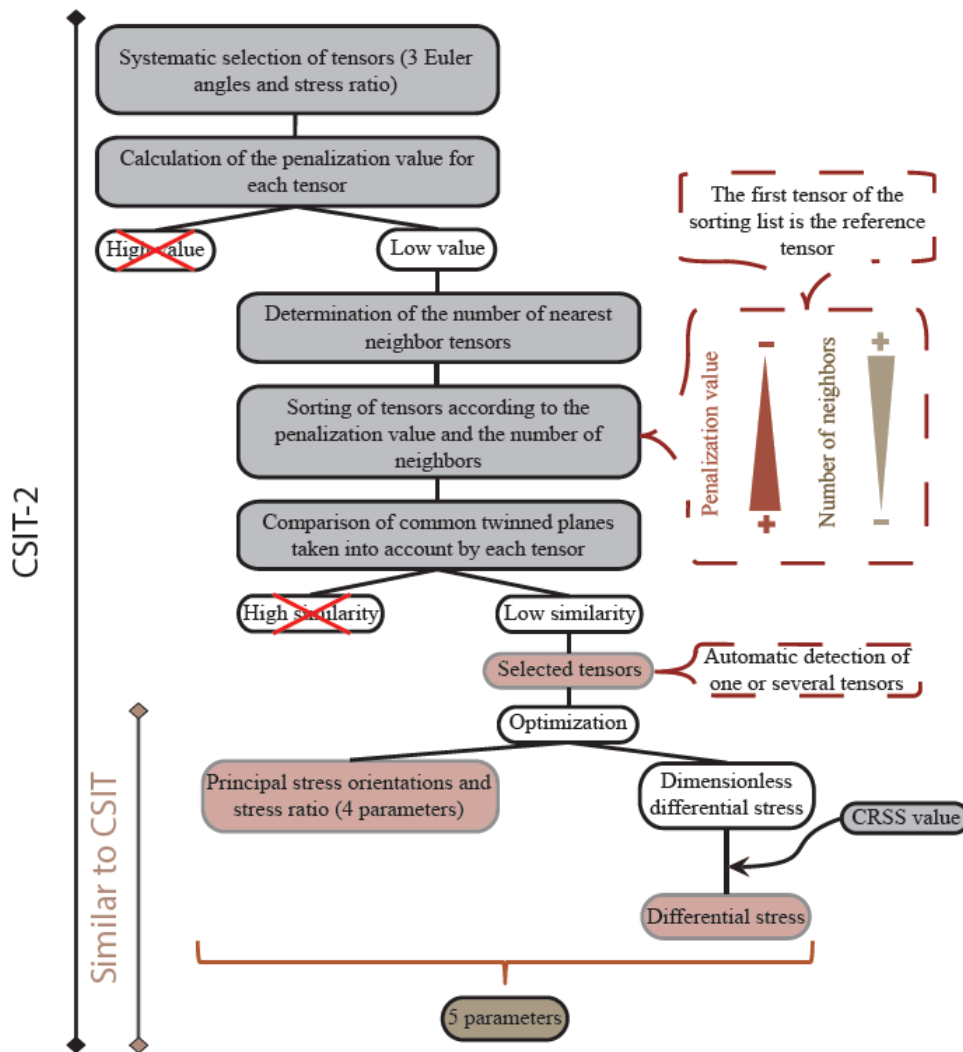 Systematic selection of tensors (3 Euler
angles and stress ratio)
Calculation of the penalization value for
each tensor
High value
Low value
The first tensor of the
sorting list is the reference
tensor
Determination of the number of nearest
neighbor tensors
Sorting of tensors according to the
penalization value and the number of
neighbors
Penalization value
-
+
Number of neighbors
+
-
Comparison of common twinned planes
taken into account by each tensor
High similarity
Low similarity
Selected tensors
Automatic detection of
one or several tensors
Optimization
Principal stress orientations and
stress ratio (4 parameters)
Dimensionless
differential stress
CRSS value
Differential stress
5 parameters
CSIT-2
Similar to CSIT